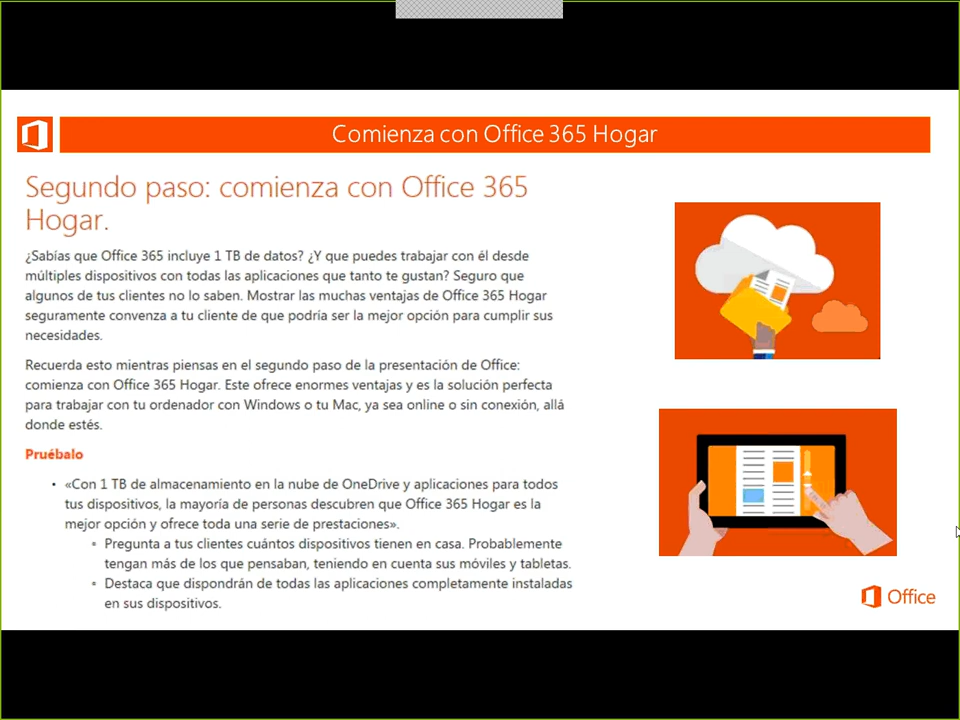 Comienza con Office 365 Hogar
Segundo paso: comienza con Office 365
Hogar.
¿Sabías que Office 365 incluye 1 TB de datos? ¿Y que puedes trabajar con él desde
múltiples dispositivos con todas las aplicaciones que tanto te gustan? Seguro que
algunos de tus clientes no lo saben. Mostrar las muchas ventajas de Office 365 Hogar
seguramente convenza a tu cliente de que podría ser la mejor opción para cumplir sus
necesidades.
Recuerda esto mientras piensas en el segundo paso de la presentación de Office:
comienza con Office 365 Hogar. Este ofrece enormes ventajas y es la solución perfecta
para trabajar con tu ordenador con Windows o tu Mac, ya sea online o sin conexión, allá
donde estés.
Pruébalo
• «Con 1 TB de almacenamiento en la nube de OneDrive y aplicaciones para todos
tus dispositivos, la mayoría de personas descubren que Office 365 Hogar es la
mejor opción y ofrece toda una serie de prestaciones».
▫ Pregunta a tus clientes cuántos dispositivos tienen en casa. Probablemente
tengan más de los que pensaban, teniendo en cuenta sus móviles y tabletas.
▫ Destaca que dispondrán de todas las aplicaciones completamente instaladas
en sus dispositivos.
Office